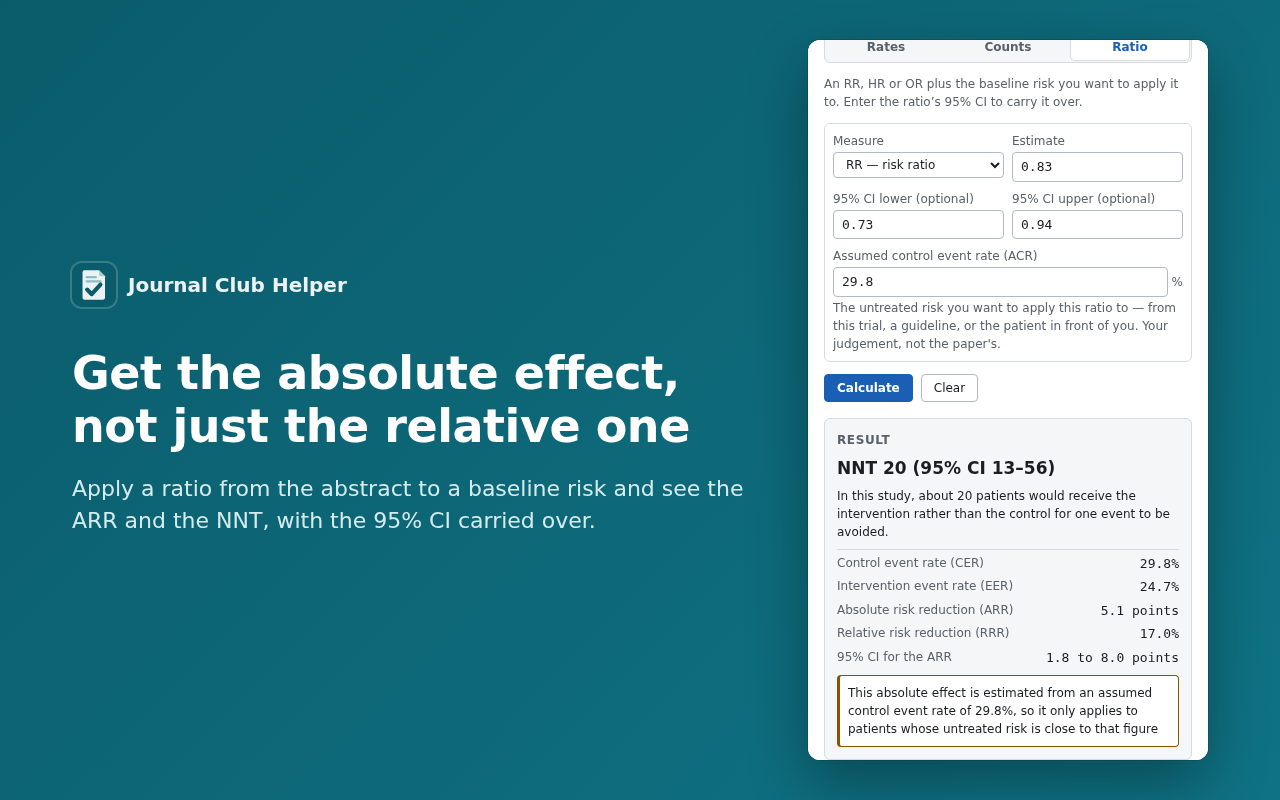 Journal Club Helper
Get the absolute effect,
not just the relative one
Apply a ratio from the abstract to a baseline risk and see the
ARR and the NNT, with the 95% CI carried over.
Rates Counts Ratio
An RR, HR or OR plus the baseline risk you want to apply it
to. Enter the ratio’s 95% CI to carry it over.
Measure Estimate
RR — risk ratio 0.83
95% CI lower (optional) 95% CI upper (optional)
0.73 0.94
Assumed control event rate (ACR)
29.8 %
The untreated risk you want to apply this ratio to — from
this trial, a guideline, or the patient in front of you. Your
judgement, not the paper's.
Calculate Clear
RESULT
NNT 20 (95% CI 13–56)
In this study, about 20 patients would receive the
intervention rather than the control for one event to be
avoided.
Control event rate (CER) 29.8%
Intervention event rate (EER) 24.7%
Absolute risk reduction (ARR) 5.1 points
Relative risk reduction (RRR) 17.0%
95% CI for the ARR 1.8 to 8.0 points
This absolute effect is estimated from an assumed
control event rate of 29.8%, so it only applies to
patients whose untreated risk is close to that figure